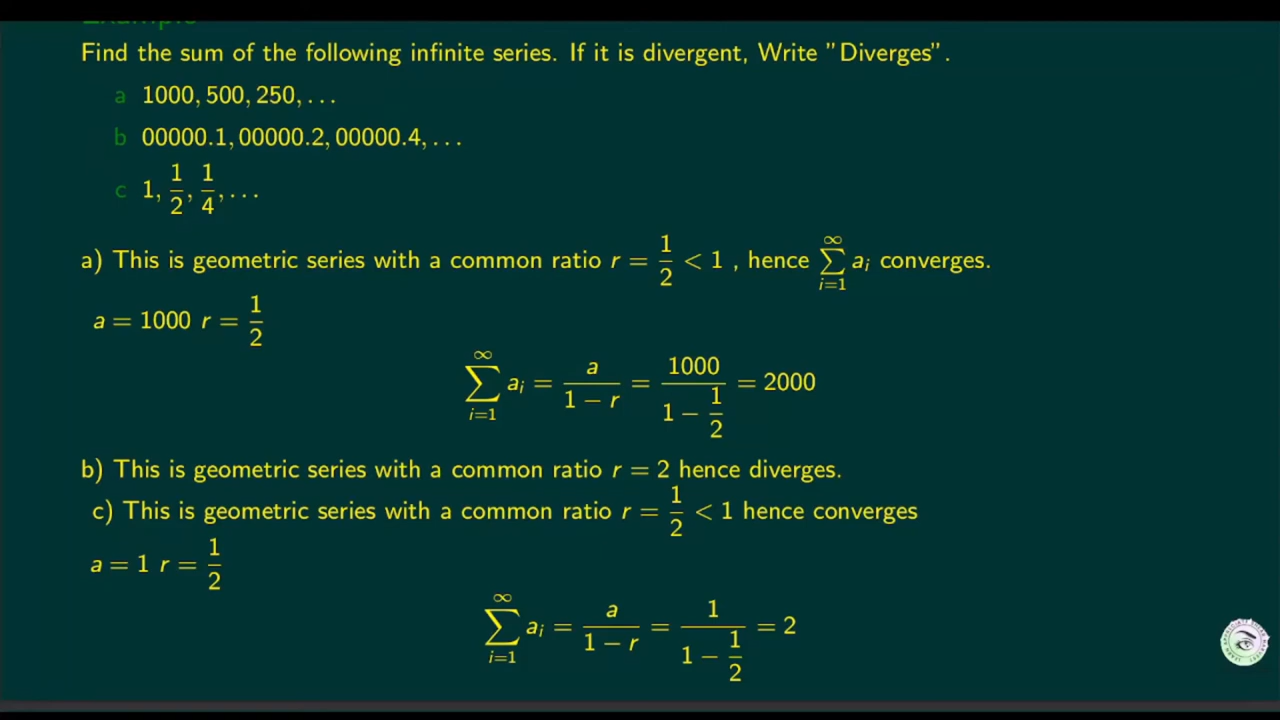 Example
Find the sum of the following infinite series. If it is divergent, Write "Diverges".
a 1000, 500, 250, . . .
b 00000.1, 00000.2, 00000.4, . . .
c 1, 1/2, 1/4, . . .
a) This is geometric series with a common ratio r = 1/2 < 1 , hence ∑_{i=1}^{∞} a_i converges.
a = 1000 r = 1/2
∑_{i=1}^{∞} a_i = a/(1 − r) = 1000/(1 − 1/2) = 2000
b) This is geometric series with a common ratio r = 2 hence diverges.
c) This is geometric series with a common ratio r = 1/2 < 1 hence converges
a = 1 r = 1/2
∑_{i=1}^{∞} a_i = a/(1 − r) = 1/(1 − 1/2) = 2